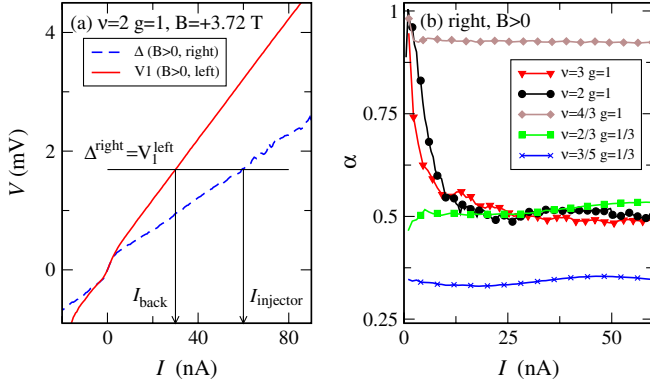 (a) ν=2 g=1, B=+3.72 T
Δ (B>0, right)
V1 (B>0, left)
Δ^right=V_1^left
I_back
I_injector
V (mV)
4
2
0
0
40
80
I (nA)
(b) right, B>0
ν=3 g=1
ν=2 g=1
ν=4/3 g=1
ν=2/3 g=1/3
ν=3/5 g=1/3
α
1
0.75
0.5
0.25
0
25
50
I (nA)